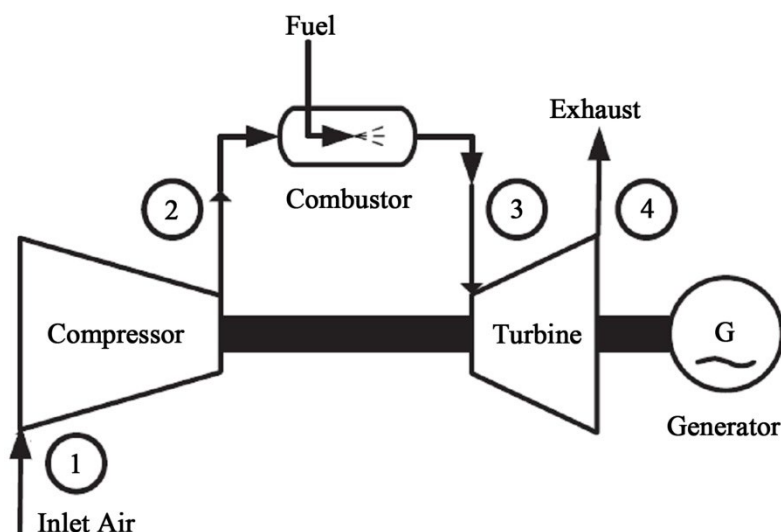 Fuel
Exhaust
2
Combustor
3
4
Compressor
Turbine
G
Generator
1
Inlet Air